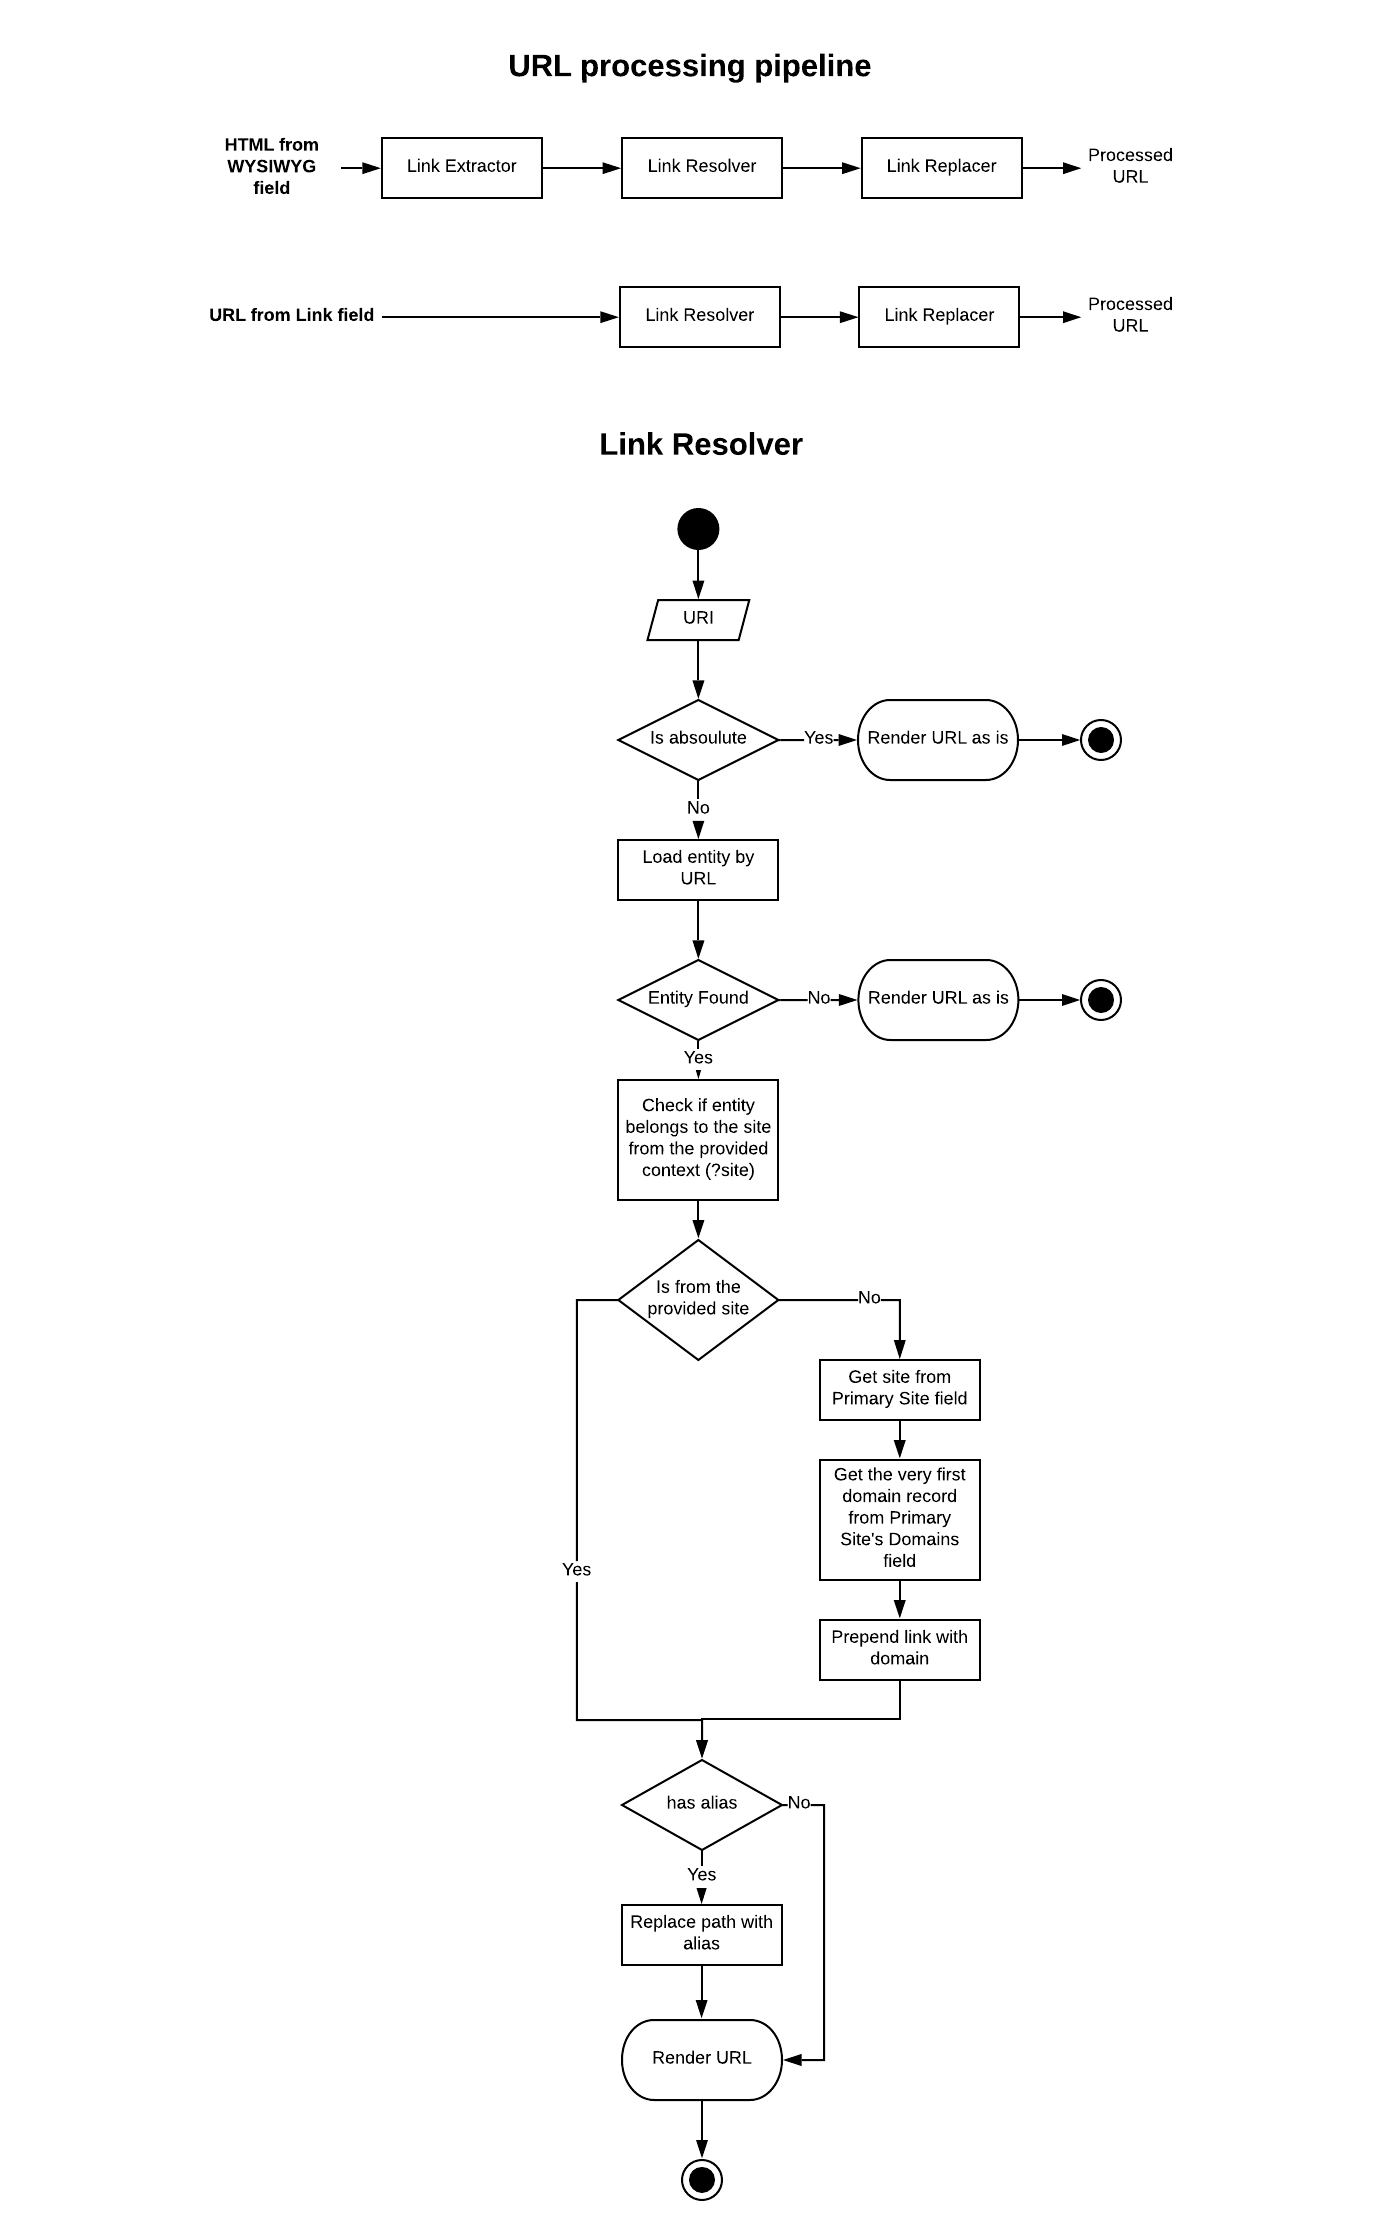 URL processing pipeline
HTML from
WYSIWYG
field
Link Extractor
Link Resolver
Link Replacer
Processed
URL
URL from Link field
Link Resolver
Link Replacer
Processed
URL
Link Resolver
URI
Is absoulute
Yes
Render URL as is
No
Load entity by
URL
Entity Found
No
Render URL as is
Yes
Check if entity
belongs to the site
from the provided
context (?site)
Is from the
provided site
No
Get site from
Primary Site field
Get the very first
domain record
from Primary
Site's Domains
field
Yes
Prepend link with
domain
has alias
No
Yes
Replace path with
alias
Render URL